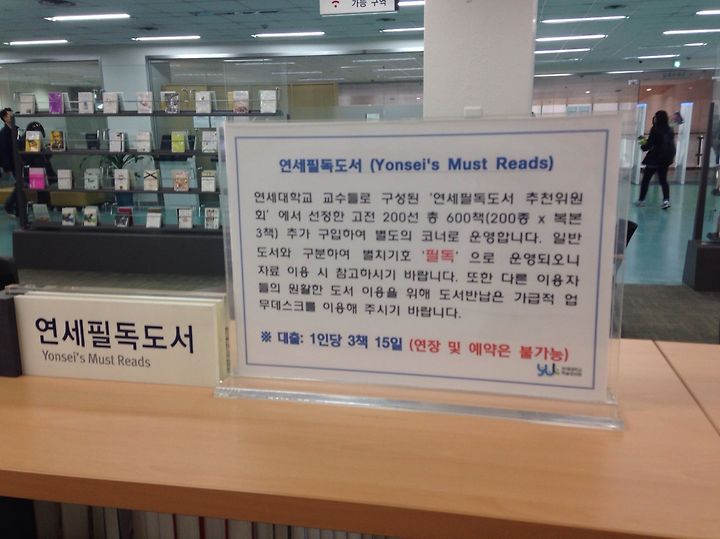 가능 구역
연세필독도서 (Yonsei's Must Reads)
연세대학교 교수들로 구성된 '연세필독도서 추천위원
회' 에서 선정한 고전 200선 총 600책(200종 x 복본
3책) 추가 구입하여 별도의 코너로 운영합니다. 일반
도서와 구분하여 별치기호 '필독' 으로 운영되오니
자료 이용 시 참고하시기 바랍니다. 또한 다른 이용자
들의 원활한 도서 이용을 위해 도서반납은 가급적 업
무데스크를 이용해 주시기 바랍니다.
※ 대출: 1인당 3책 15일 (연장 및 예약은 불가능)
연세필독도서
Yonsei's Must Reads